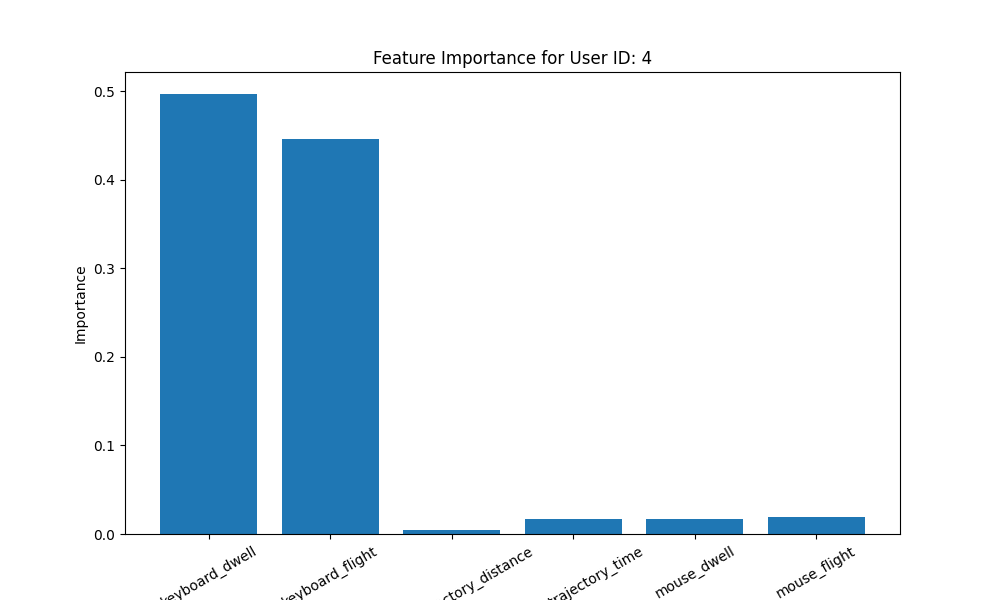 Feature Importance for User ID: 4
0.5
0.4
0.3
0.2
0.1
0.0
Importance
keyboard_dwell
keyboard_flight
ctory_distance
trajectory_time
mouse_dwell
mouse_flight